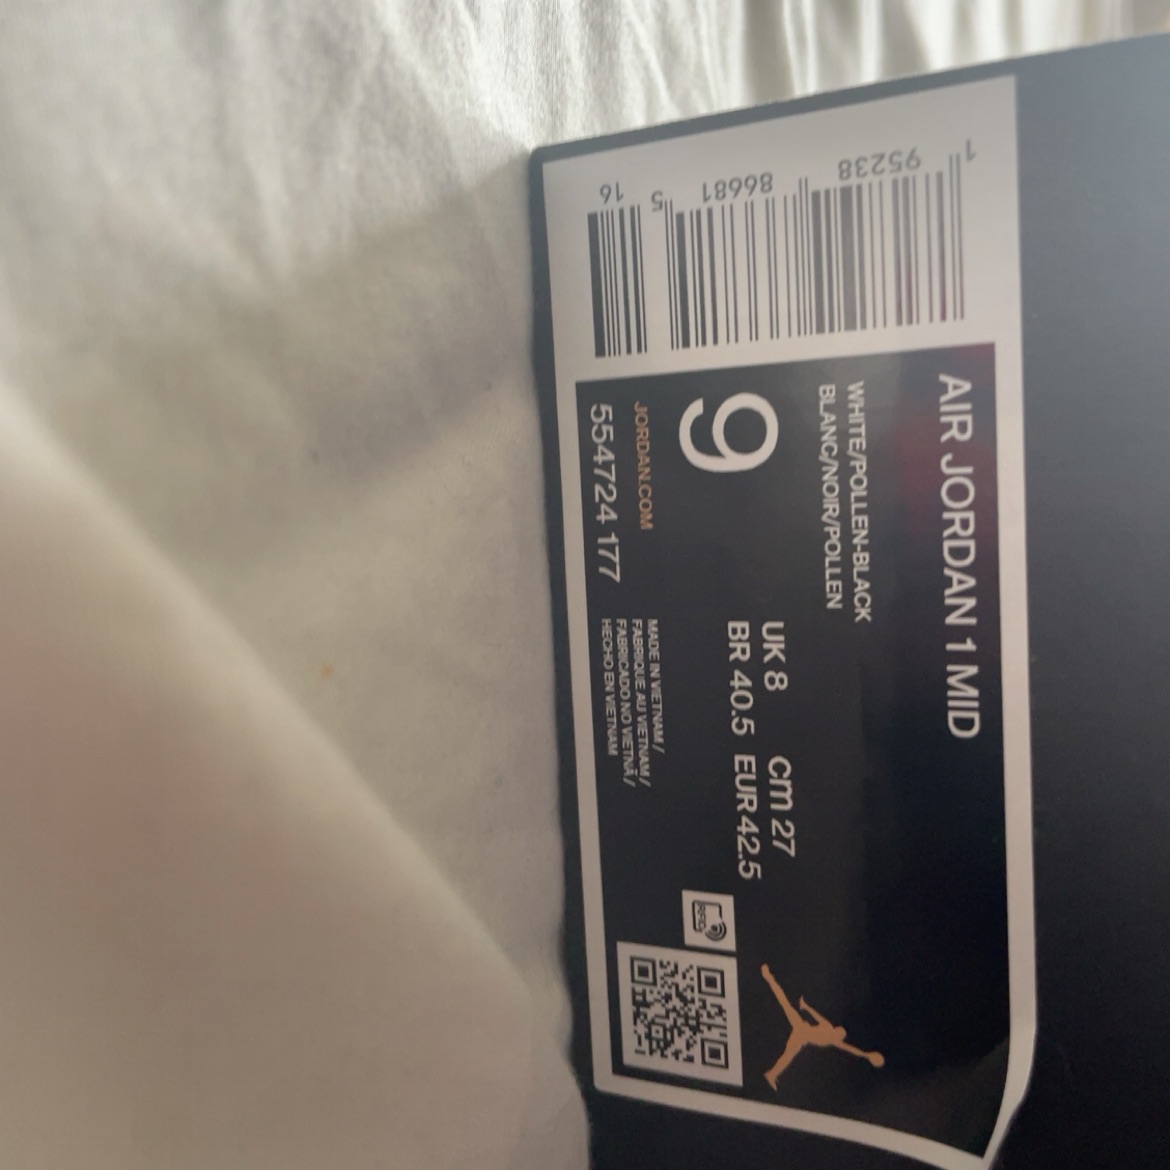 AIR JORDAN 1 MID
WHITE/POLLEN-BLACK
BLANC/NOIR/POLLEN
9
UK 8 cm 27
BR 40.5 EUR 42.5
JORDAN.COM
554724 177
MADE IN VIETNAM /
FABRIQUE AU VIETNAM /
FABRICADO NO VIETNÃ /
HECHO EN VIETNAM
RFID
1 95238 86681 5 16